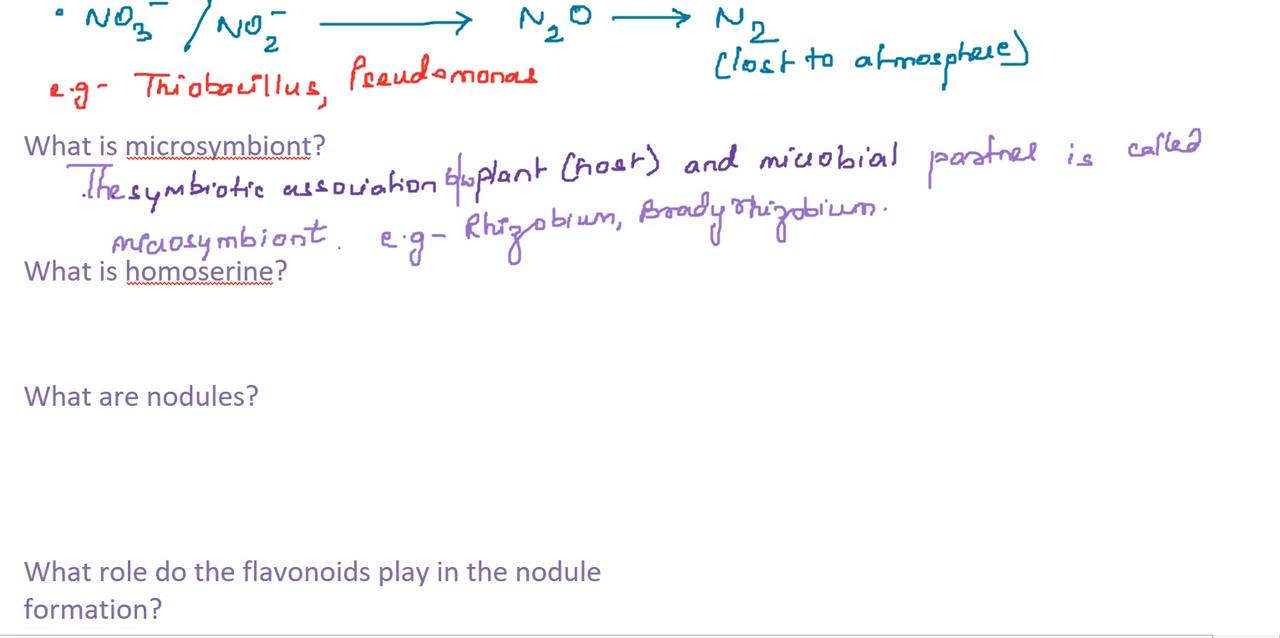 • NO3⁻ / NO2⁻ → N2O → N2
(lost to atmosphere)
e.g- Thiobacillus, Pseudomonas
What is microsymbiont?
The symbiotic association b/w plant (host) and microbial partner is called
microsymbiont. e.g- Rhizobium, Bradyrhizobium.
What is homoserine?
What are nodules?
What role do the flavonoids play in the nodule
formation?